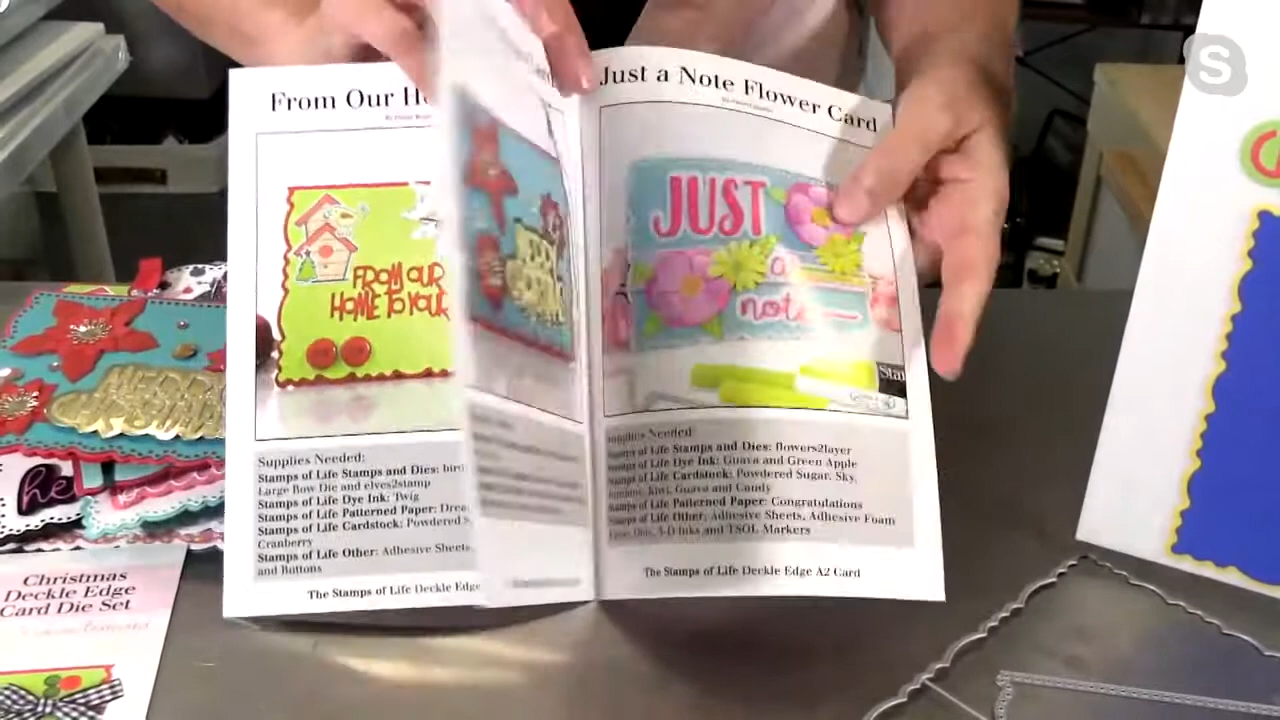 From Our
Just a Note Flower Card
FROM OUR
HOME TO YOUR
JUST
a
note
MERRY
CHRISTMAS
he
Supplies Needed:
Stamps of Life Stamps and Dies: bird
Large Bow Die and elves2stamp
Stamps of Life Dye Ink: Twig
Stamps of Life Patterned Paper:
Stamps of Life Cardstock: Powdered
Cranberry
Stamps of Life Other: Adhesive Sheets,
and Buttons
The Stamps of Life Deckle Edge
Supplies Needed
Stamps of Life Stamps and Dies: flowers2layer
Stamps of Life Dye Ink: Guava and Green Apple
Stamps of Life Cardstock: Powdered Sugar, Sky,
Kiwi, Guava and Candy
Stamps of Life Patterned Paper: Congratulations
Stamps of Life Other: Adhesive Sheets, Adhesive Foam
3-D Inks and TSOL Markers
The Stamps of Life Deckle Edge A2 Card
Christmas
Deckle Edge
Card Die Set
S